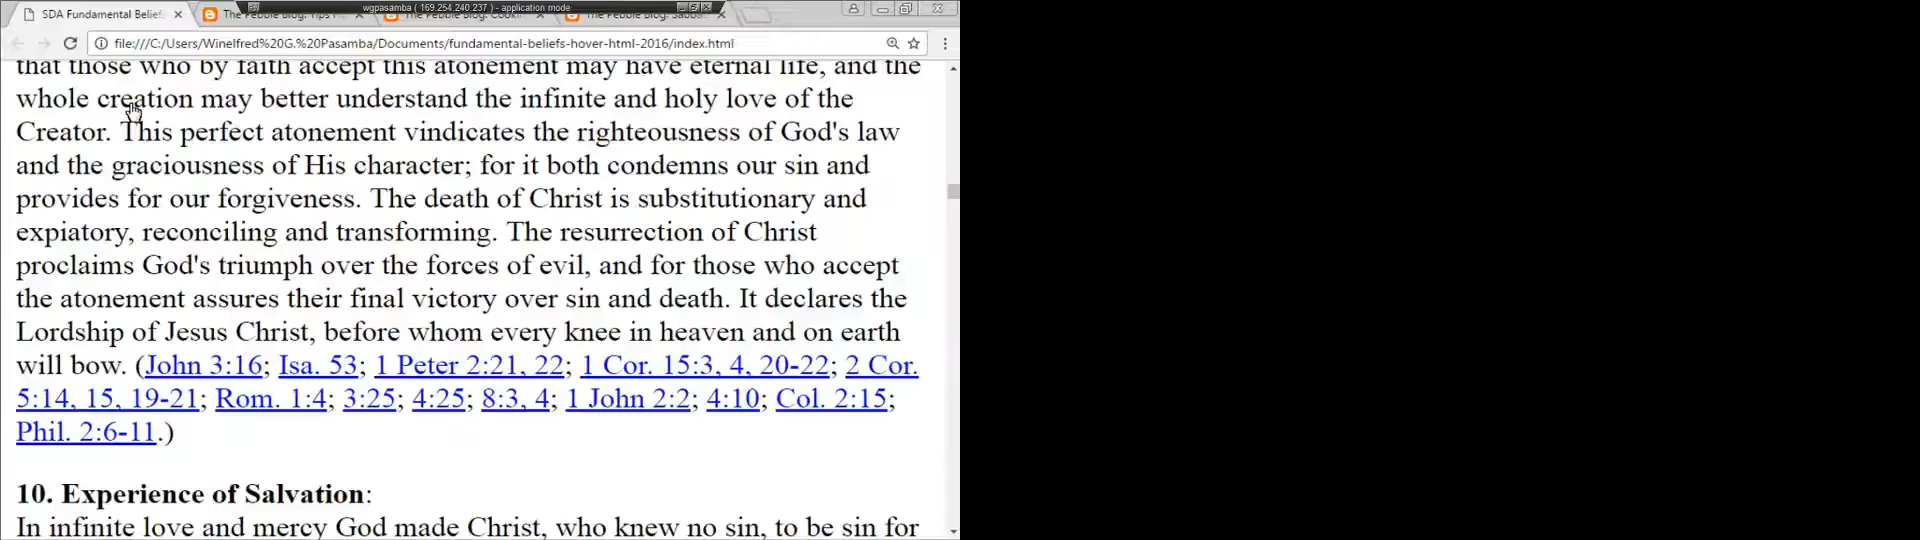 wgpasamba ( 169.254.240.237 ) - application mode
SDA Fundamental Belief The Pebble Blog: Tips The Pebble Blog: The Pebble Blog: Sabba
file:///C:/Users/Winelfred%20G.%20Pasamba/Documents/fundamental-beliefs-hover-html-2016/index.html
that those who by faith accept this atonement may have eternal life, and the
whole creation may better understand the infinite and holy love of the
Creator. This perfect atonement vindicates the righteousness of God's law
and the graciousness of His character; for it both condemns our sin and
provides for our forgiveness. The death of Christ is substitutionary and
expiatory, reconciling and transforming. The resurrection of Christ
proclaims God's triumph over the forces of evil, and for those who accept
the atonement assures their final victory over sin and death. It declares the
Lordship of Jesus Christ, before whom every knee in heaven and on earth
will bow. (John 3:16; Isa. 53; 1 Peter 2:21, 22; 1 Cor. 15:3, 4, 20-22; 2 Cor.
5:14, 15, 19-21; Rom. 1:4; 3:25; 4:25; 8:3, 4; 1 John 2:2; 4:10; Col. 2:15;
Phil. 2:6-11.)
10. Experience of Salvation:
In infinite love and mercy God made Christ, who knew no sin, to be sin for